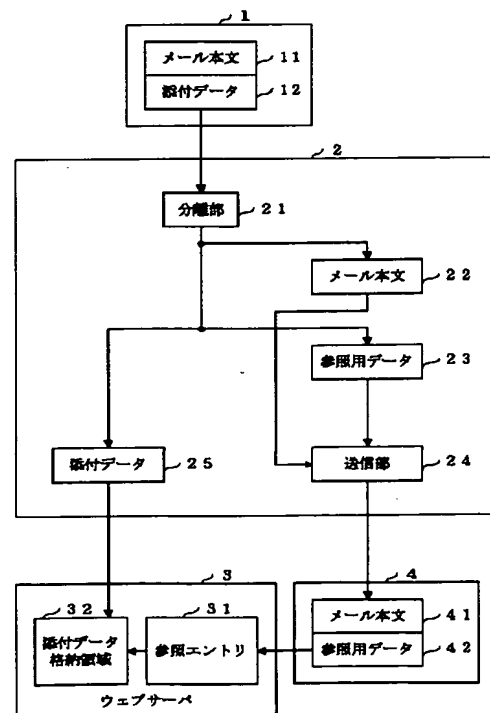 1
メール本文 11
添付データ 12
2
分離部 21
メール本文 22
参照用データ 23
添付データ 25
送信部 24
3
4
32
31
添付データ
格納領域
参照エントリ
メール本文 41
参照用データ 42
ウェブサーバ